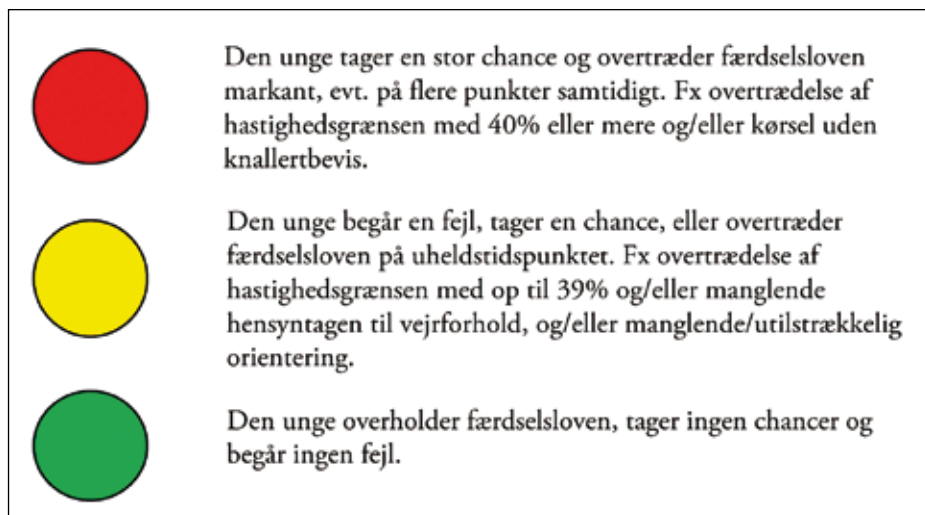 Den unge tager en stor chance og overtræder færdselsloven
markant, evt. på flere punkter samtidigt. Fx overtrædelse af
hastighedsgrænsen med 40% eller mere og/eller kørsel uden
knallertbevis.
Den unge begår en fejl, tager en chance, eller overtræder
færdselsloven på uheldstidspunktet. Fx overtrædelse af
hastighedsgrænsen med op til 39% og/eller manglende
hensyntagen til vejrforhold, og/eller manglende/utilstrækkelig
orientering.
Den unge overholder færdselsloven, tager ingen chancer og
begår ingen fejl.